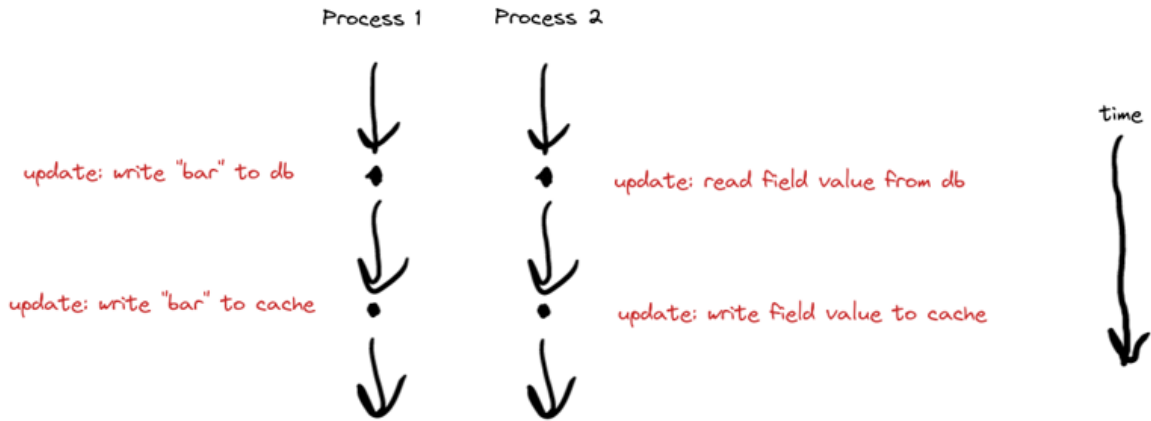 Process 1
Process 2
time
update: write "bar" to db
update: read field value from db
update: write "bar" to cache
update: write field value to cache